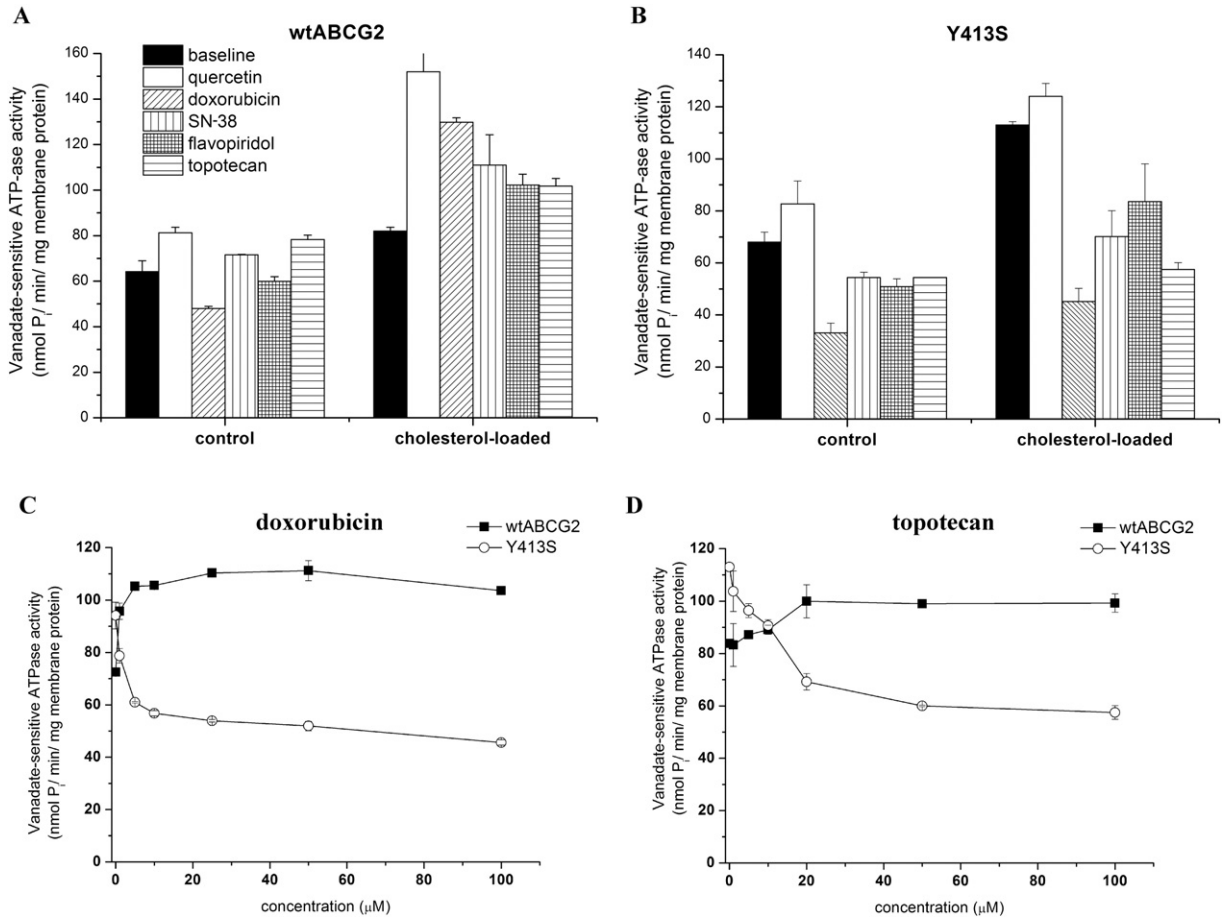 A
wtABCG2
Vanadate-sensitive ATP-ase activity
(nmol Pi/ min/ mg membrane protein)
160
140
120
100
80
60
40
20
0
baseline
quercetin
doxorubicin
SN-38
flavopiridol
topotecan
control
cholesterol-loaded
B
Y413S
Vanadate-sensitive ATP-ase activity
(nmol Pi/ min/ mg membrane protein)
140
120
100
80
60
40
20
0
control
cholesterol-loaded
C
doxorubicin
wtABCG2
Y413S
Vanadate-sensitive ATPase activity
(nmol Pi/ min/ mg membrane protein)
120
100
80
60
40
20
0
0 20 40 60 80 100
concentration (μM)
D
topotecan
wtABCG2
Y413S
Vanadate-sensitive ATPase activity
(nmol Pi/ min/ mg membrane protein)
120
100
80
60
40
20
0
0 20 40 60 80 100
concentration (μM)